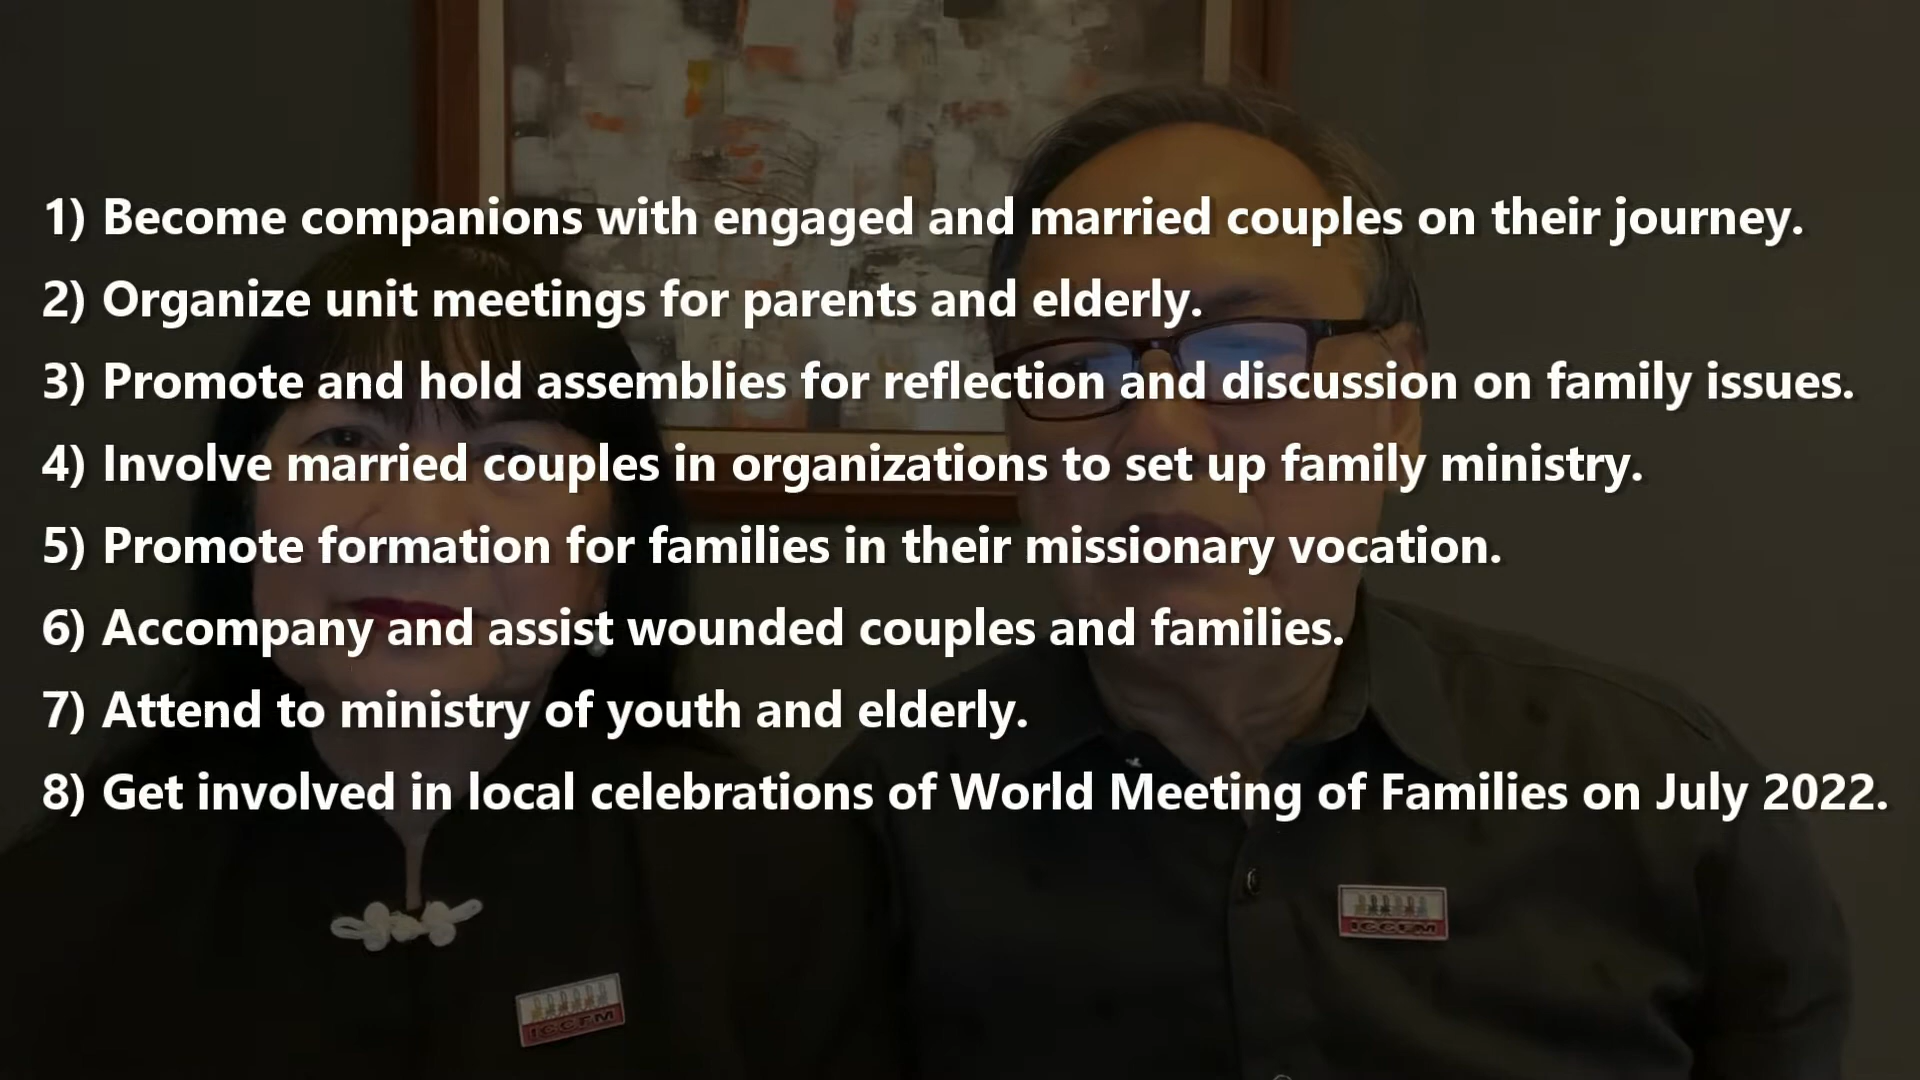 1) Become companions with engaged and married couples on their journey.
2) Organize unit meetings for parents and elderly.
3) Promote and hold assemblies for reflection and discussion on family issues.
4) Involve married couples in organizations to set up family ministry.
5) Promote formation for families in their missionary vocation.
6) Accompany and assist wounded couples and families.
7) Attend to ministry of youth and elderly.
8) Get involved in local celebrations of World Meeting of Families on July 2022.
ICCFM
ICCFM